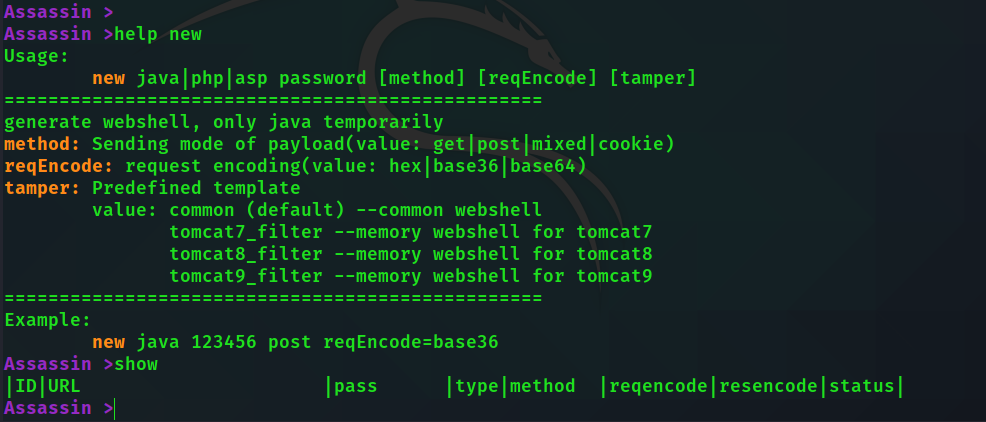 Assassin >
Assassin >help new
Usage:
new java|php|asp password [method] [reqEncode] [tamper]
=================================================
generate webshell, only java temporarily
method: Sending mode of payload(value: get|post|mixed|cookie)
reqEncode: request encoding(value: hex|base36|base64)
tamper: Predefined template
value: common (default) --common webshell
tomcat7_filter --memory webshell for tomcat7
tomcat8_filter --memory webshell for tomcat8
tomcat9_filter --memory webshell for tomcat9
=================================================
Example:
new java 123456 post reqEncode=base36
Assassin >show
|ID|URL |pass |type|method |reqencode|resencode|status|
Assassin >